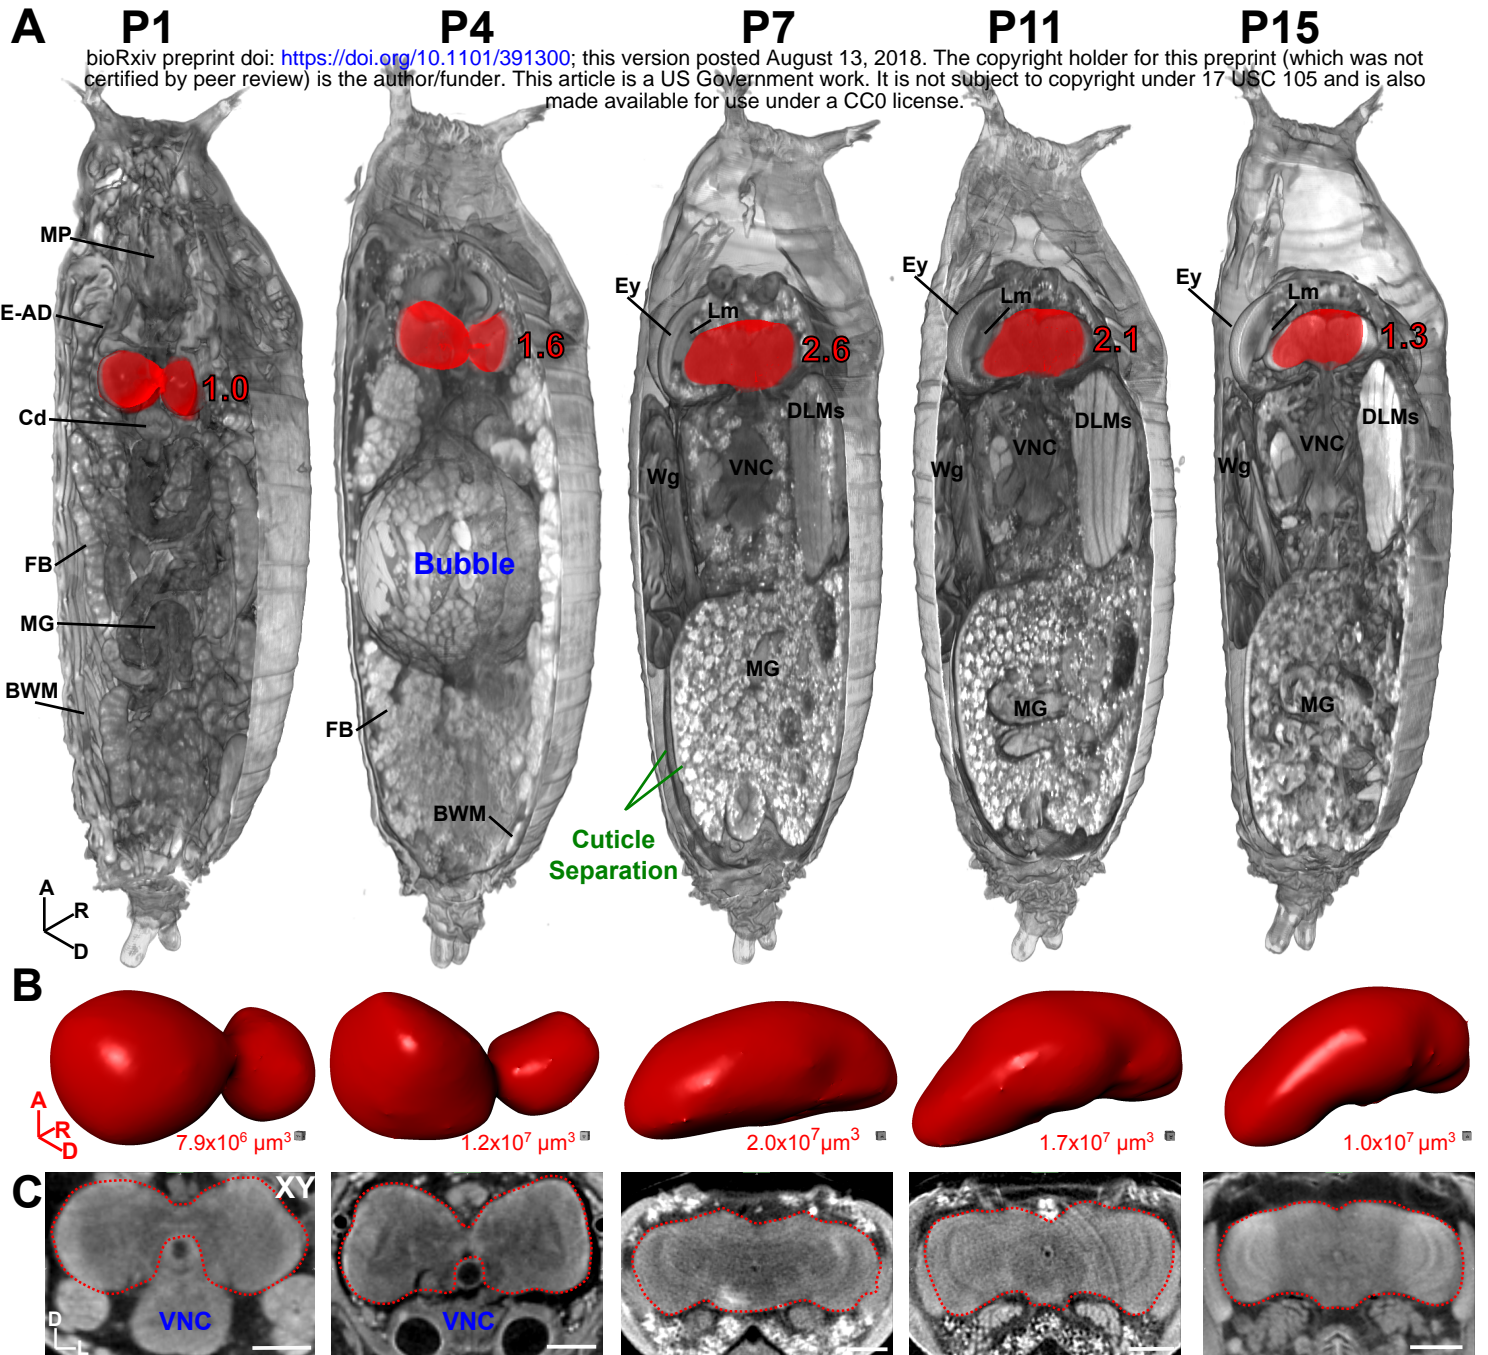 A P1 P4 P7 P11 P15
bioRxiv preprint doi: https://doi.org/10.1101/391300; this version posted August 13, 2018. The copyright holder for this preprint (which was not
certified by peer review) is the author/funder. This article is a US Government work. It is not subject to copyright under 17 USC 105 and is also
made available for use under a CC0 license.
MP
E-AD
Cd
FB
MG
BWM
1.0
1.6
Bubble
FB
BWM
Ey
Lm
2.6
DLMs
Wg
VNC
MG
Cuticle
Separation
Ey
Lm
2.1
DLMs
VNC
Wg
MG
Ey
Lm
1.3
DLMs
VNC
Wg
MG
A
R
D
B
A
R
D
7.9x10⁶ µm³
1.2x10⁷ µm³
2.0x10⁷µm³
1.7x10⁷ µm³
1.0x10⁷ µm³
C
XY
VNC
D
L
VNC